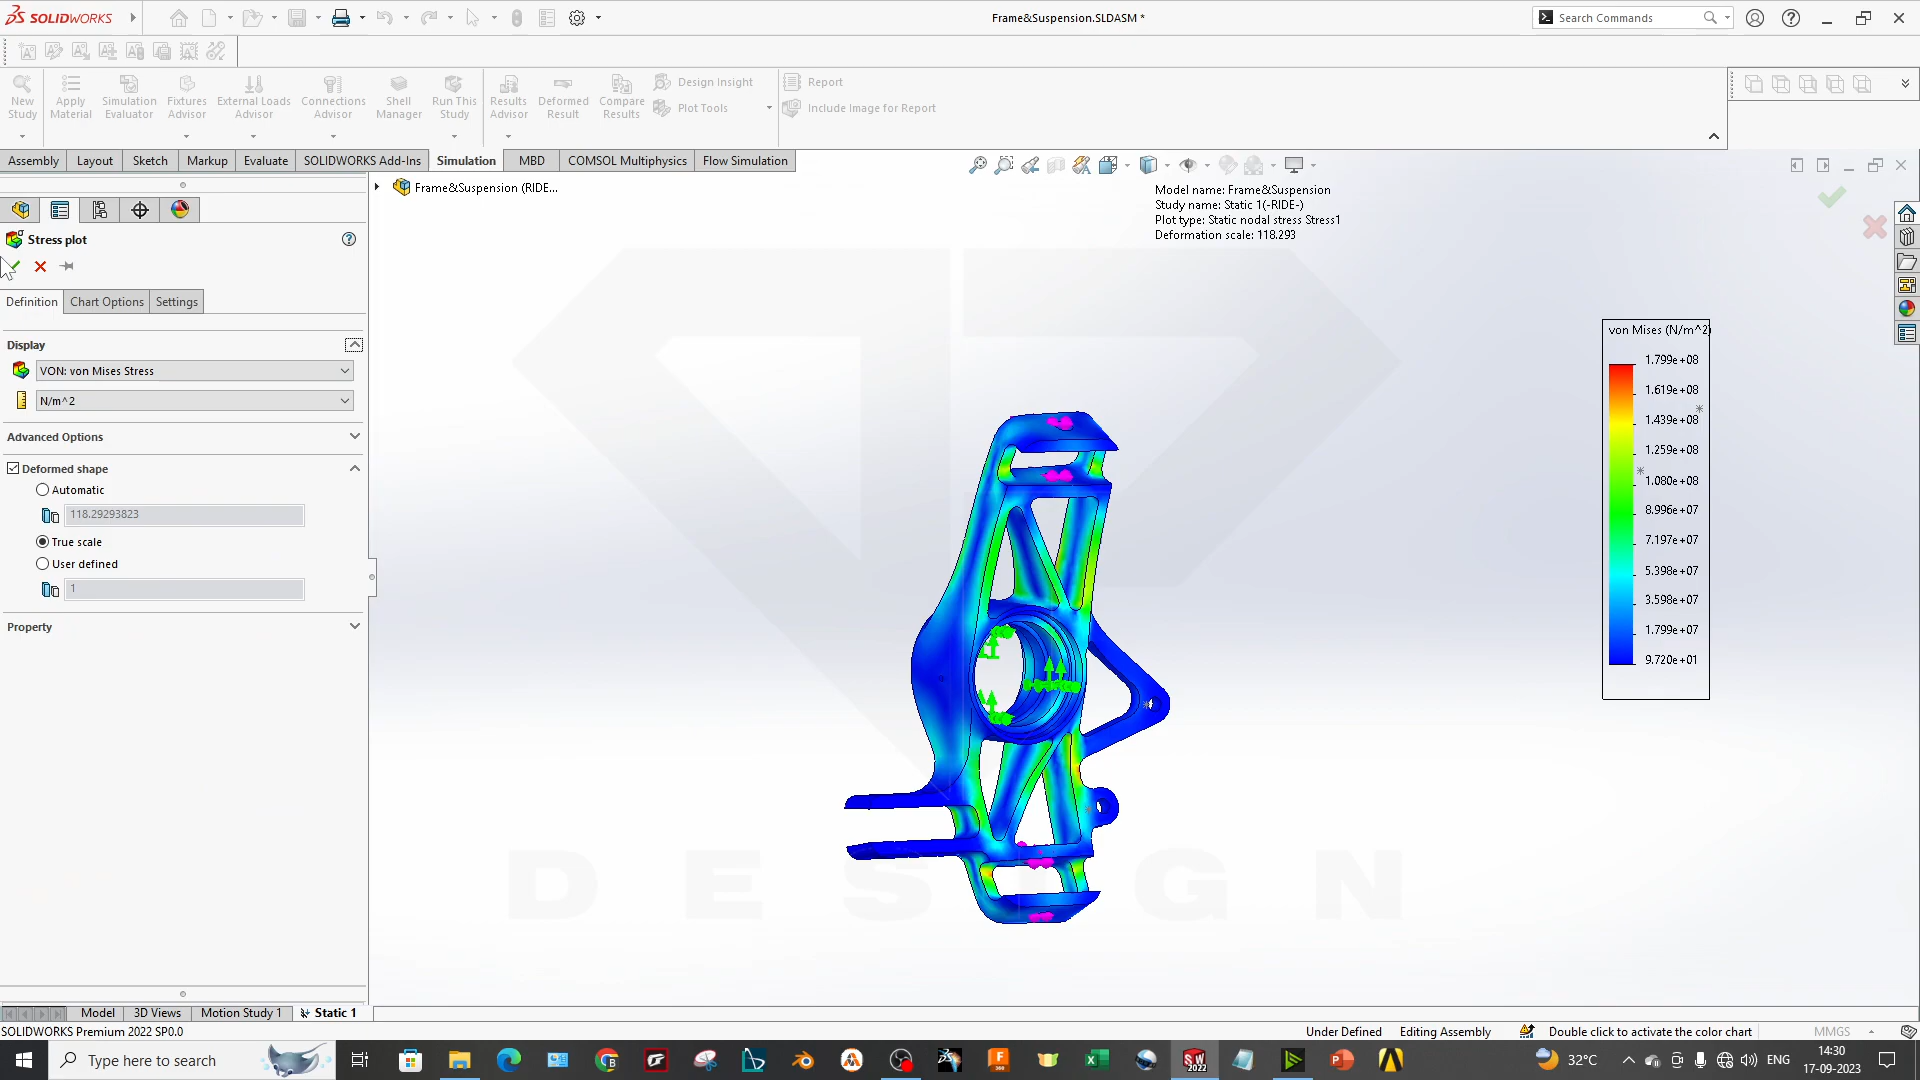 SOLIDWORKS
Frame&Suspension.SLDASM *
Search Commands
New Study
Apply Material
Simulation Evaluator
Fixtures Advisor
External Loads Advisor
Connections Advisor
Shell Manager
Run This Study
Results Advisor
Deformed Result
Compare Results
Design Insight
Plot Tools
Report
Include Image for Report
Assembly
Layout
Sketch
Markup
Evaluate
SOLIDWORKS Add-Ins
Simulation
MBD
COMSOL Multiphysics
Flow Simulation
Frame&Suspension (RIDE...
Model name: Frame&Suspension
Study name: Static 1(-RIDE-)
Plot type: Static nodal stress Stress1
Deformation scale: 118.293
Stress plot
Definition
Chart Options
Settings
Display
VON: von Mises Stress
N/m^2
Advanced Options
Deformed shape
Automatic
118.29293823
True scale
User defined
1
Property
von Mises (N/m^2)
1.799e+08
1.619e+08
1.439e+08
1.259e+08
1.080e+08
8.996e+07
7.197e+07
5.398e+07
3.598e+07
1.799e+07
9.720e+01
DESIGN
Model
3D Views
Motion Study 1
Static 1
SOLIDWORKS Premium 2022 SP0.0
Under Defined
Editing Assembly
Double click to activate the color chart
MMGS
Type here to search
SW
2022
32°C
ENG
14:30
17-09-2023